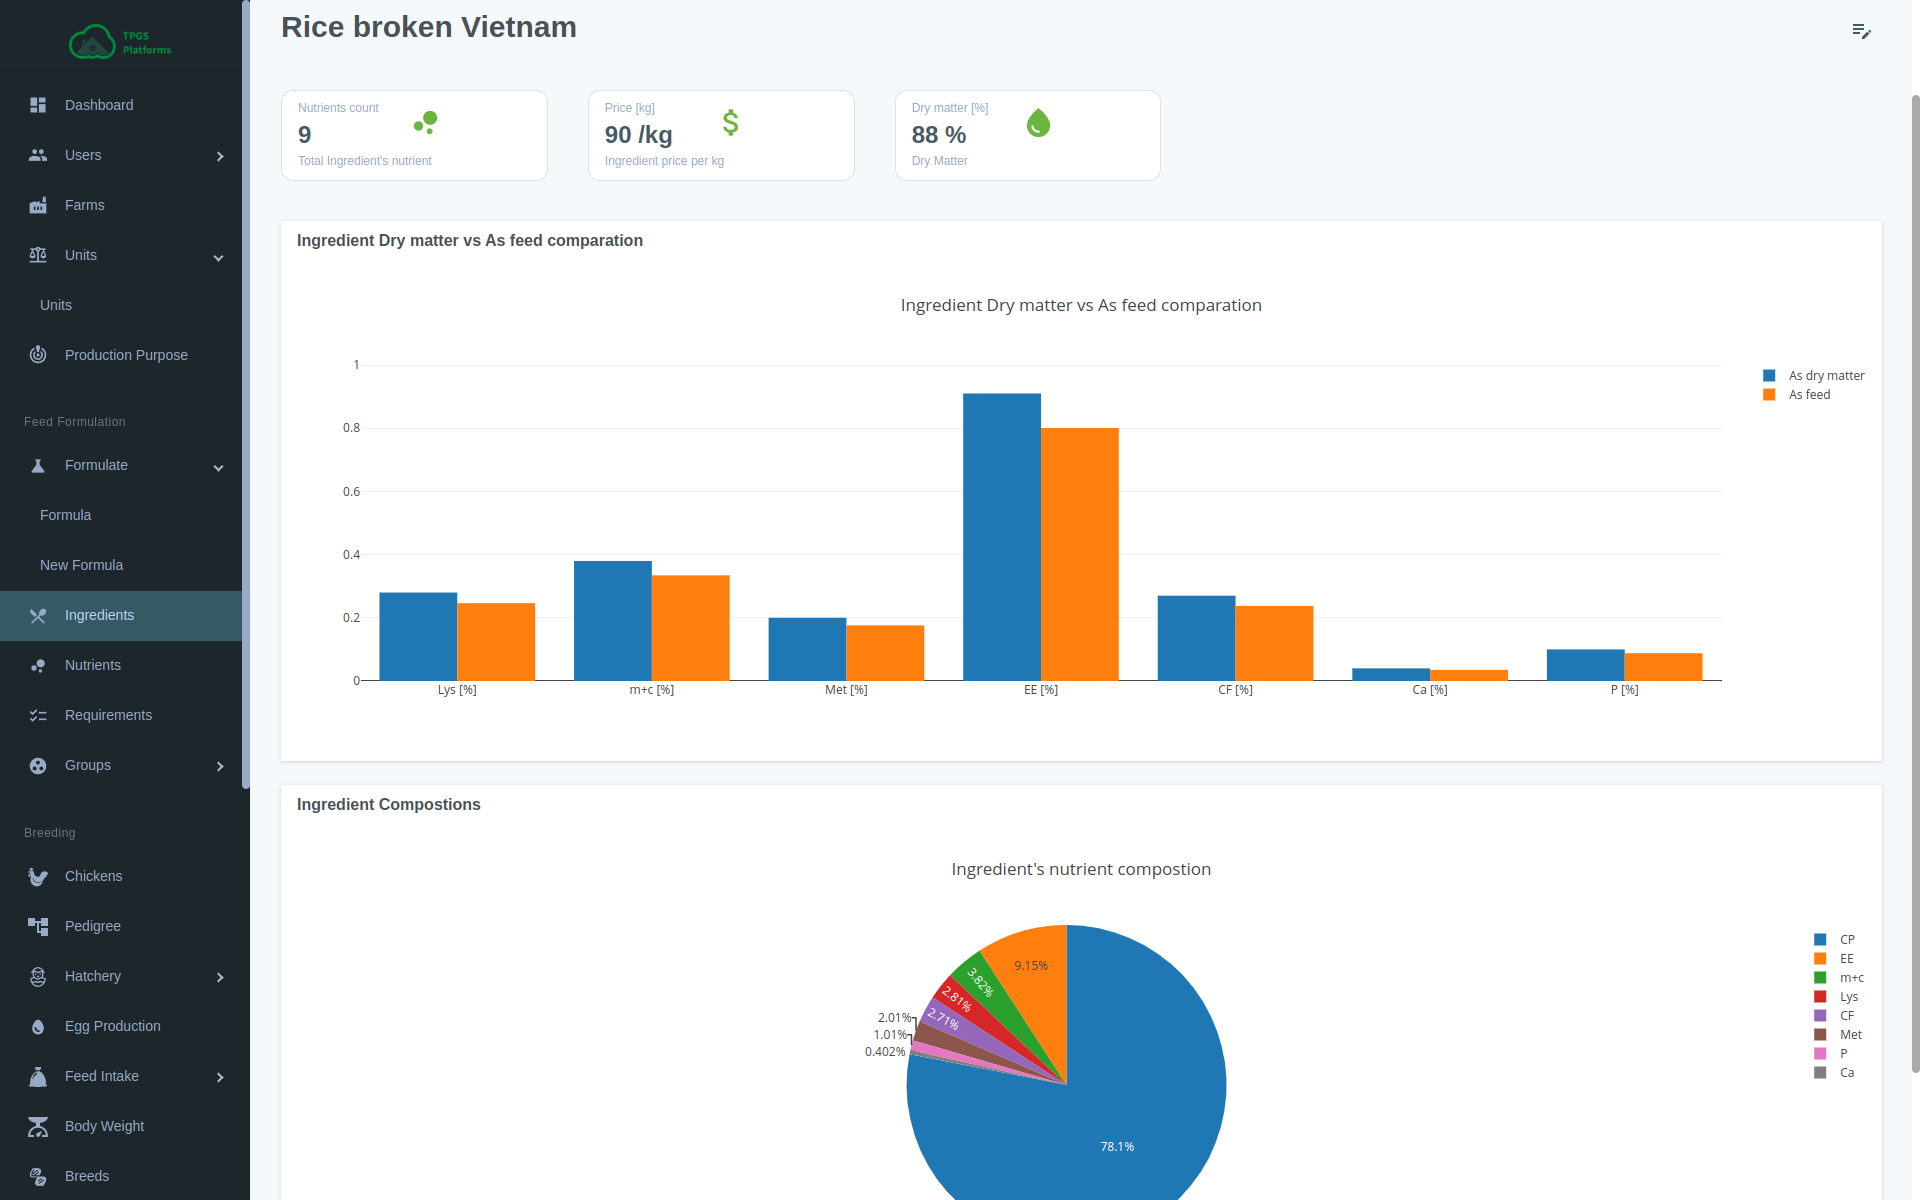 TPGS
Platforms
Dashboard
Users
Farms
Units
Units
Production Purpose
Feed Formulation
Formulate
Formula
New Formula
Ingredients
Nutrients
Requirements
Groups
Breeding
Chickens
Pedigree
Hatchery
Egg Production
Feed Intake
Body Weight
Breeds
Rice broken Vietnam
Nutrients count
9
Total Ingredient's nutrient
Price [kg]
90 /kg
Ingredient price per kg
Dry matter [%]
88 %
Dry Matter
Ingredient Dry matter vs As feed comparation
Ingredient Dry matter vs As feed comparation
1
0.8
0.6
0.4
0.2
0
Lys [%]
m+c [%]
Met [%]
EE [%]
CF [%]
Ca [%]
P [%]
As dry matter
As feed
Ingredient Compostions
Ingredient's nutrient compostion
9.15%
3.82%
2.81%
2.71%
2.01%
1.01%
0.402%
78.1%
CP
EE
m+c
Lys
CF
Met
P
Ca